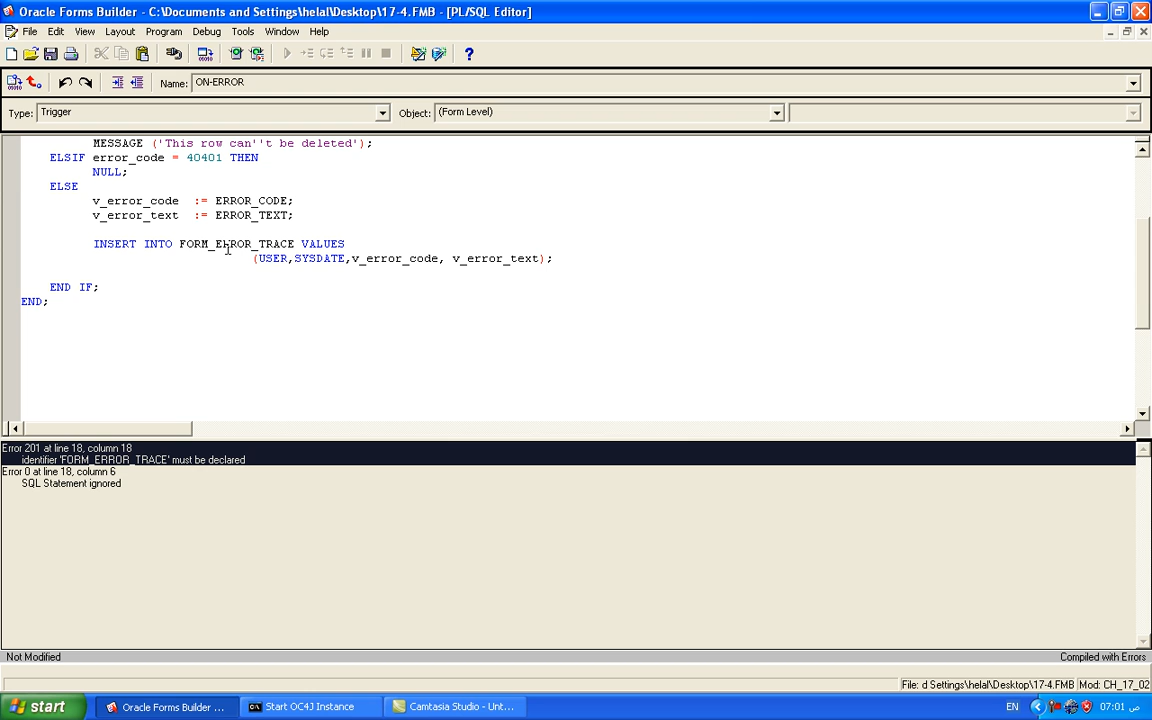 Oracle Forms Builder - C:\Documents and Settings\helal\Desktop\17-4.FMB - [PL/SQL Editor]
File Edit View Layout Program Debug Tools Window Help
Name: ON-ERROR
Type: Trigger Object: (Form Level)
MESSAGE ('This row can''t be deleted');
ELSIF error_code = 40401 THEN
NULL;
ELSE
v_error_code := ERROR_CODE;
v_error_text := ERROR_TEXT;
INSERT INTO FORM_ERROR_TRACE VALUES
(USER,SYSDATE,v_error_code, v_error_text);
END IF;
END;
Error 201 at line 18, column 18
identifier 'FORM_ERROR_TRACE' must be declared
Error 0 at line 18, column 6
SQL Statement ignored
Not Modified Compiled with Errors
File: d Settings\helal\Desktop\17-4.FMB Mod: CH_17_02
start Oracle Forms Builder ... Start OC4J Instance Camtasia Studio - Unt... EN 07:01 ص